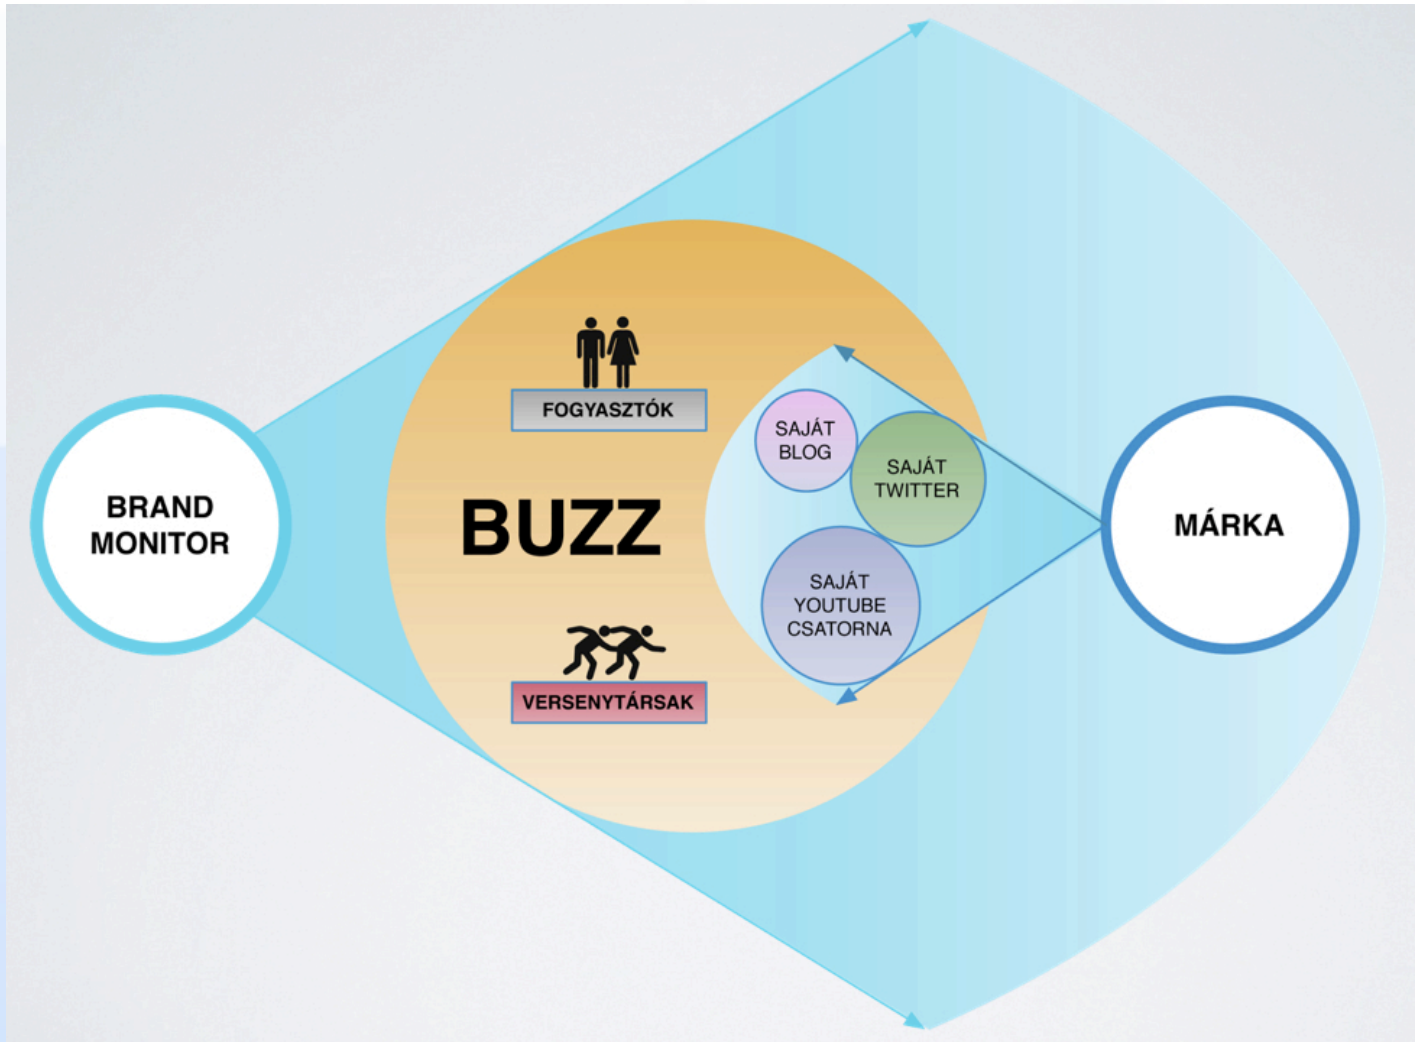 BRAND
MONITOR
FOGYASZTÓK
BUZZ
VERSENYTÁRSAK
SAJÁT
BLOG
SAJÁT
TWITTER
SAJÁT
YOUTUBE
CSATORNA
MÁRKA